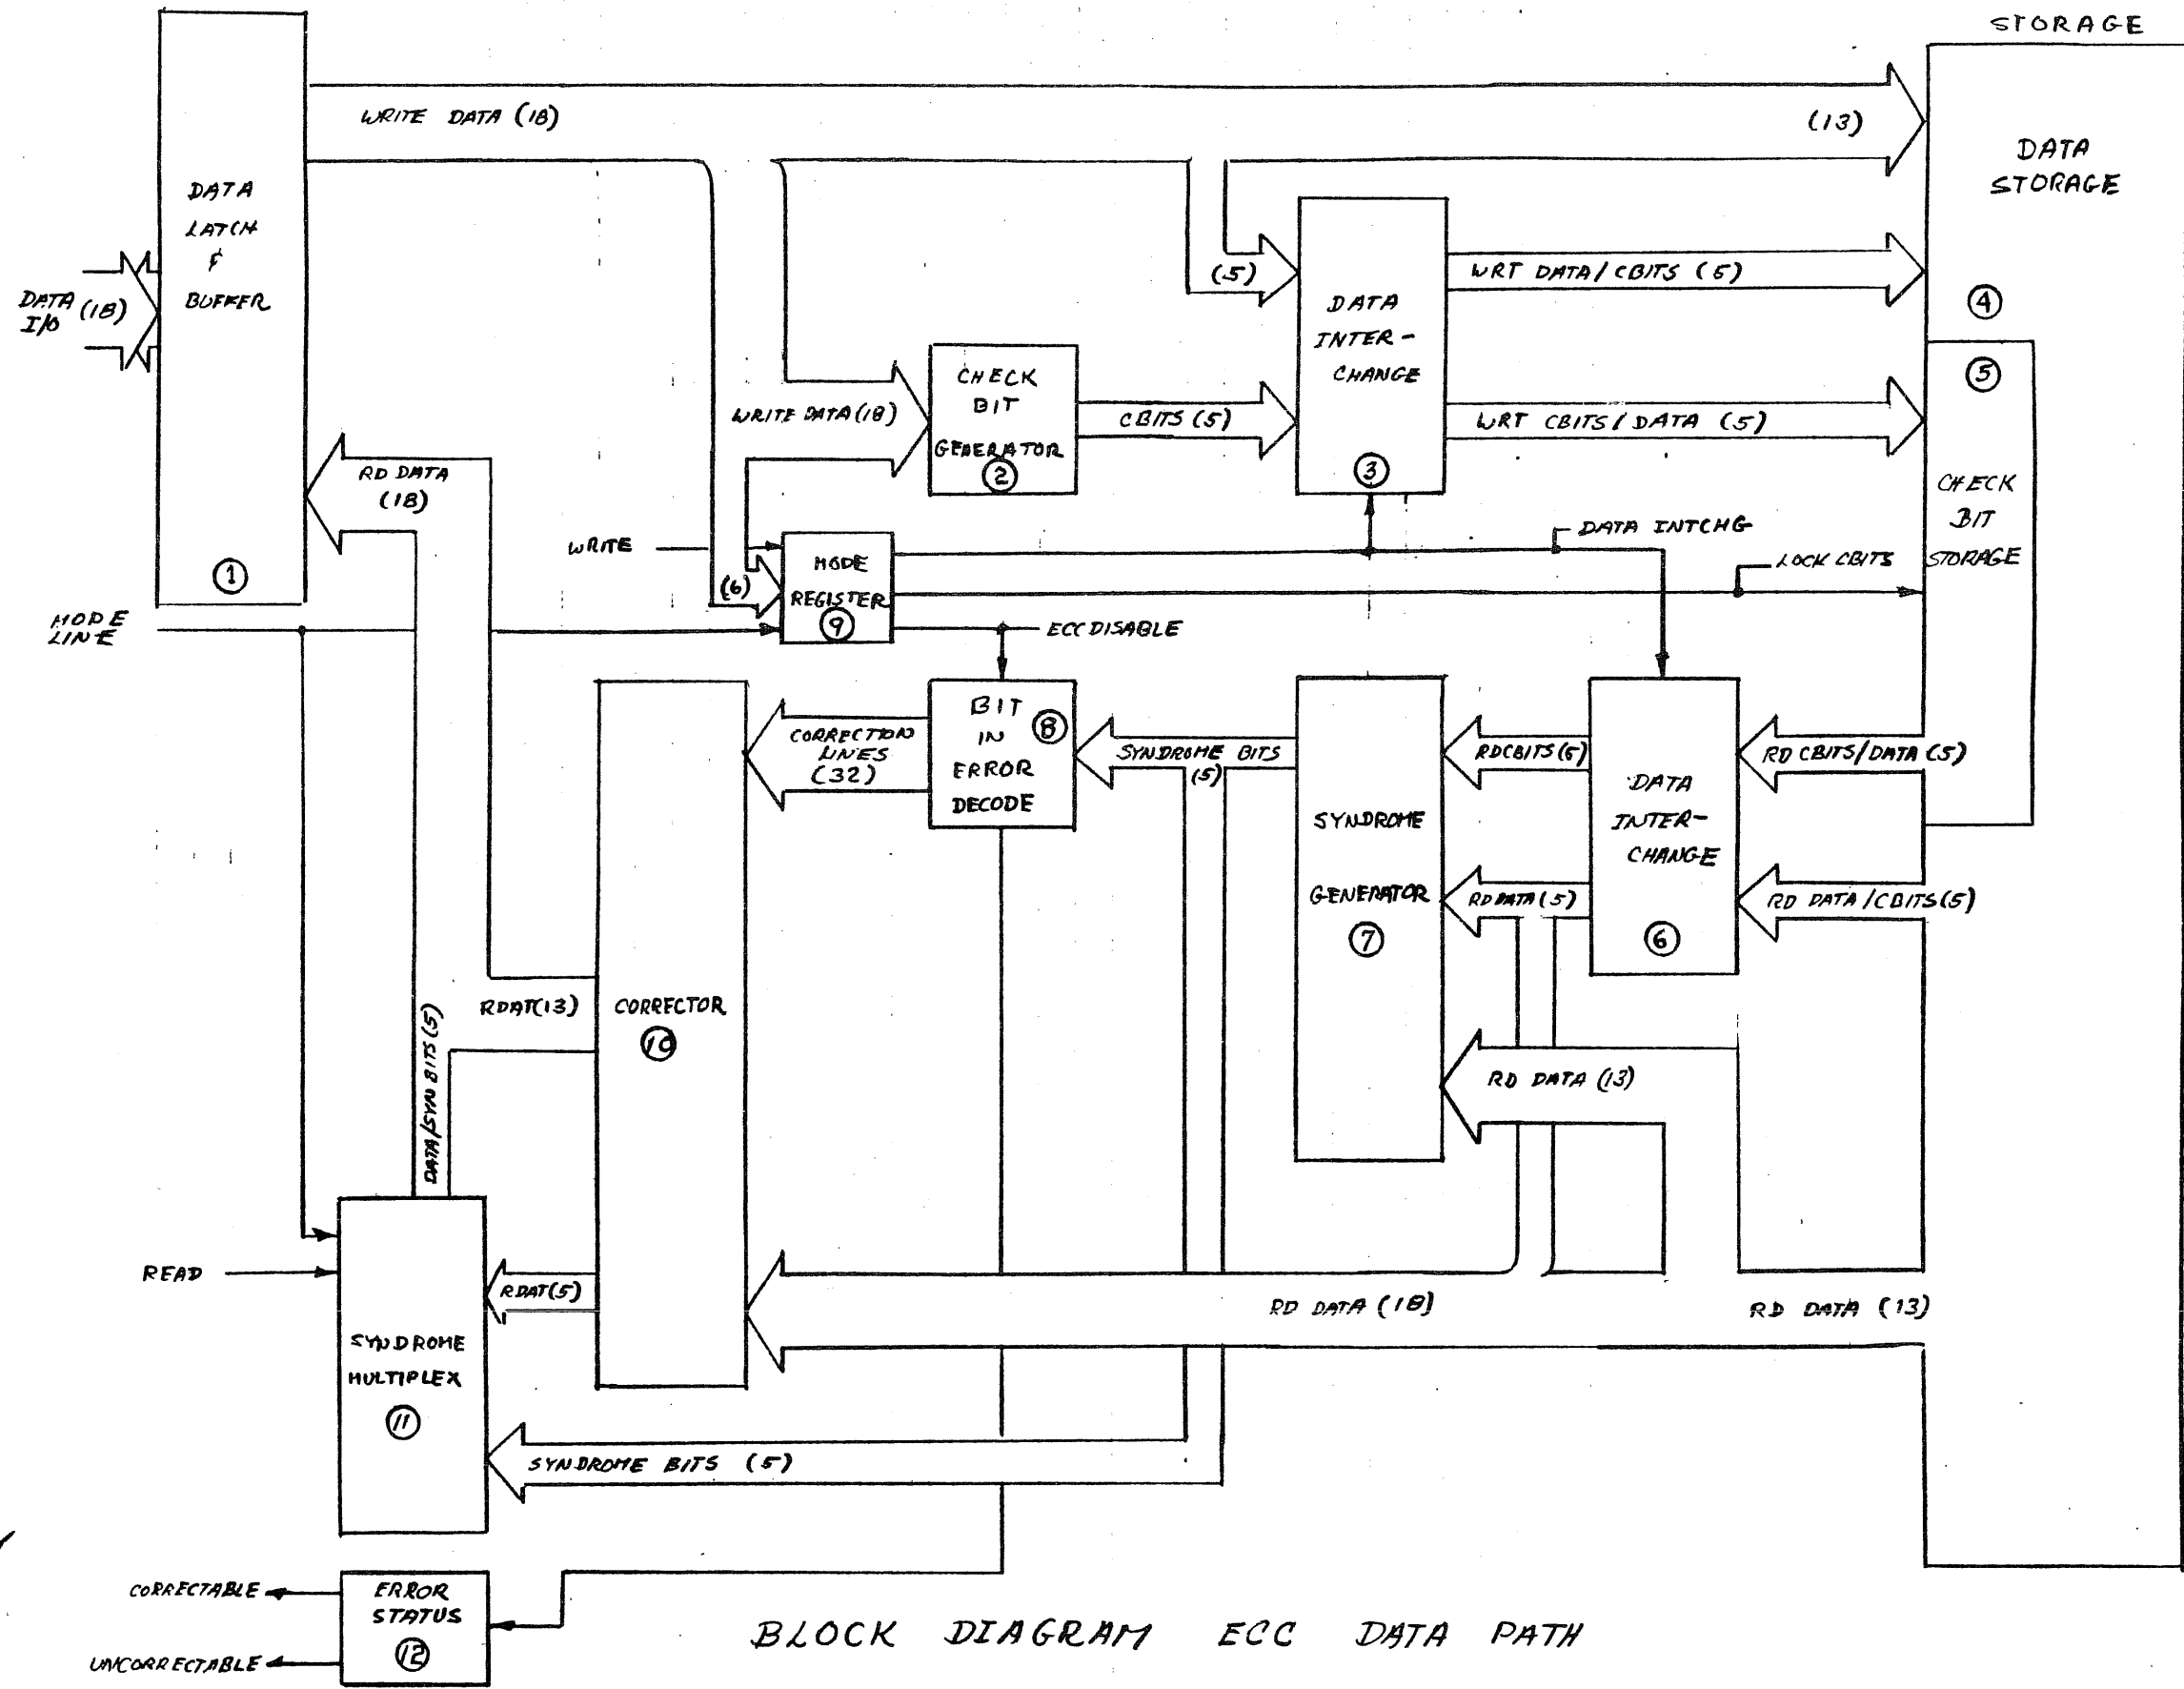 STORAGE
WRITE DATA (18)
(13)
DATA
STORAGE
④
DATA
LATCH
&
BUFFER
①
DATA (18)
I/O
(5)
DATA
INTER-
CHANGE
③
WRT DATA/CBITS (5)
⑤
CHECK
BIT
STORAGE
WRITE DATA (18)
CHECK
BIT
GENERATOR
②
CBITS (5)
WRT CBITS/DATA (5)
RD DATA
(18)
WRITE
(6)
MODE
REGISTER
⑨
DATA INTCHG
LOCK CBITS
ECC DISABLE
MODE
LINE
BIT
IN
ERROR
DECODE
⑧
CORRECTION
LINES
(32)
SYNDROME BITS
(5)
SYNDROME
GENERATOR
⑦
RDCBITS (5)
RD DATA (5)
DATA
INTER-
CHANGE
⑥
RD CBITS/DATA (5)
RD DATA/CBITS (5)
RD DATA (13)
RDAT (13)
CORRECTOR
⑩
DATA/SYN BITS (5)
READ
RDAT (5)
RD DATA (18)
RD DATA (13)
SYNDROME
MULTIPLEX
⑪
SYNDROME BITS (5)
CORRECTABLE
UNCORRECTABLE
ERROR
STATUS
⑫
BLOCK DIAGRAM ECC DATA PATH